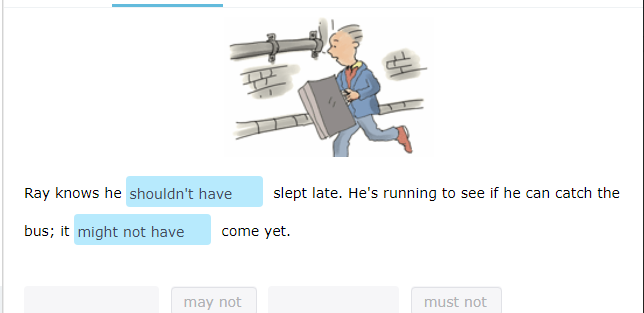 Ray knows he shouldn't have slept late. He's running to see if he can catch the
bus; it might not have come yet.
may not must not